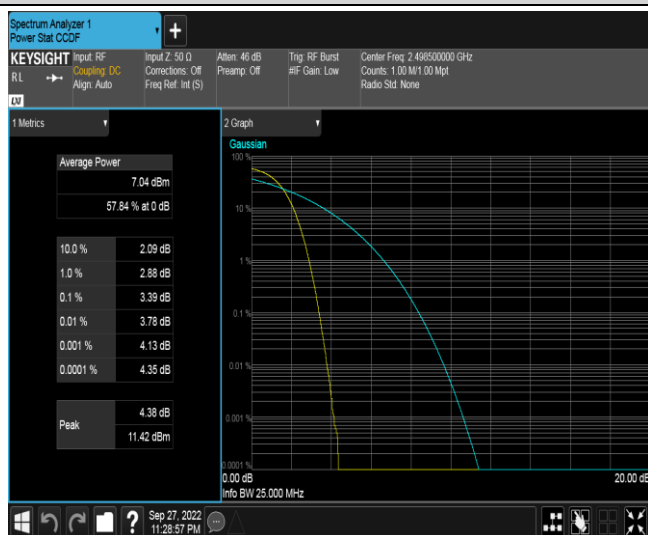 Spectrum Analyzer 1
Power Stat CCDF
+
KEYSIGHT
RL
LXI
Input: RF
Coupling: DC
Align: Auto
Input Z: 50 Ω
Corrections: Off
Freq Ref: Int (S)
Atten: 46 dB
Preamp: Off
Trig: RF Burst
#IF Gain: Low
Center Freq: 2.496500000 GHz
Counts: 1.00 M/1.00 Mpt
Radio Std: None
1 Metrics
Average Power
7.04 dBm
57.84 % at 0 dB
10.0 % 2.09 dB
1.0 % 2.88 dB
0.1 % 3.39 dB
0.01 % 3.78 dB
0.001 % 4.13 dB
0.0001 % 4.35 dB
Peak
4.38 dB
11.42 dBm
2 Graph
Gaussian
100 %
10 %
1 %
0.1 %
0.01 %
0.001 %
0.0001 %
0.00 dB
20.00 dB
Info BW 25.000 MHz
?
Sep 27, 2022
11:28:57 PM